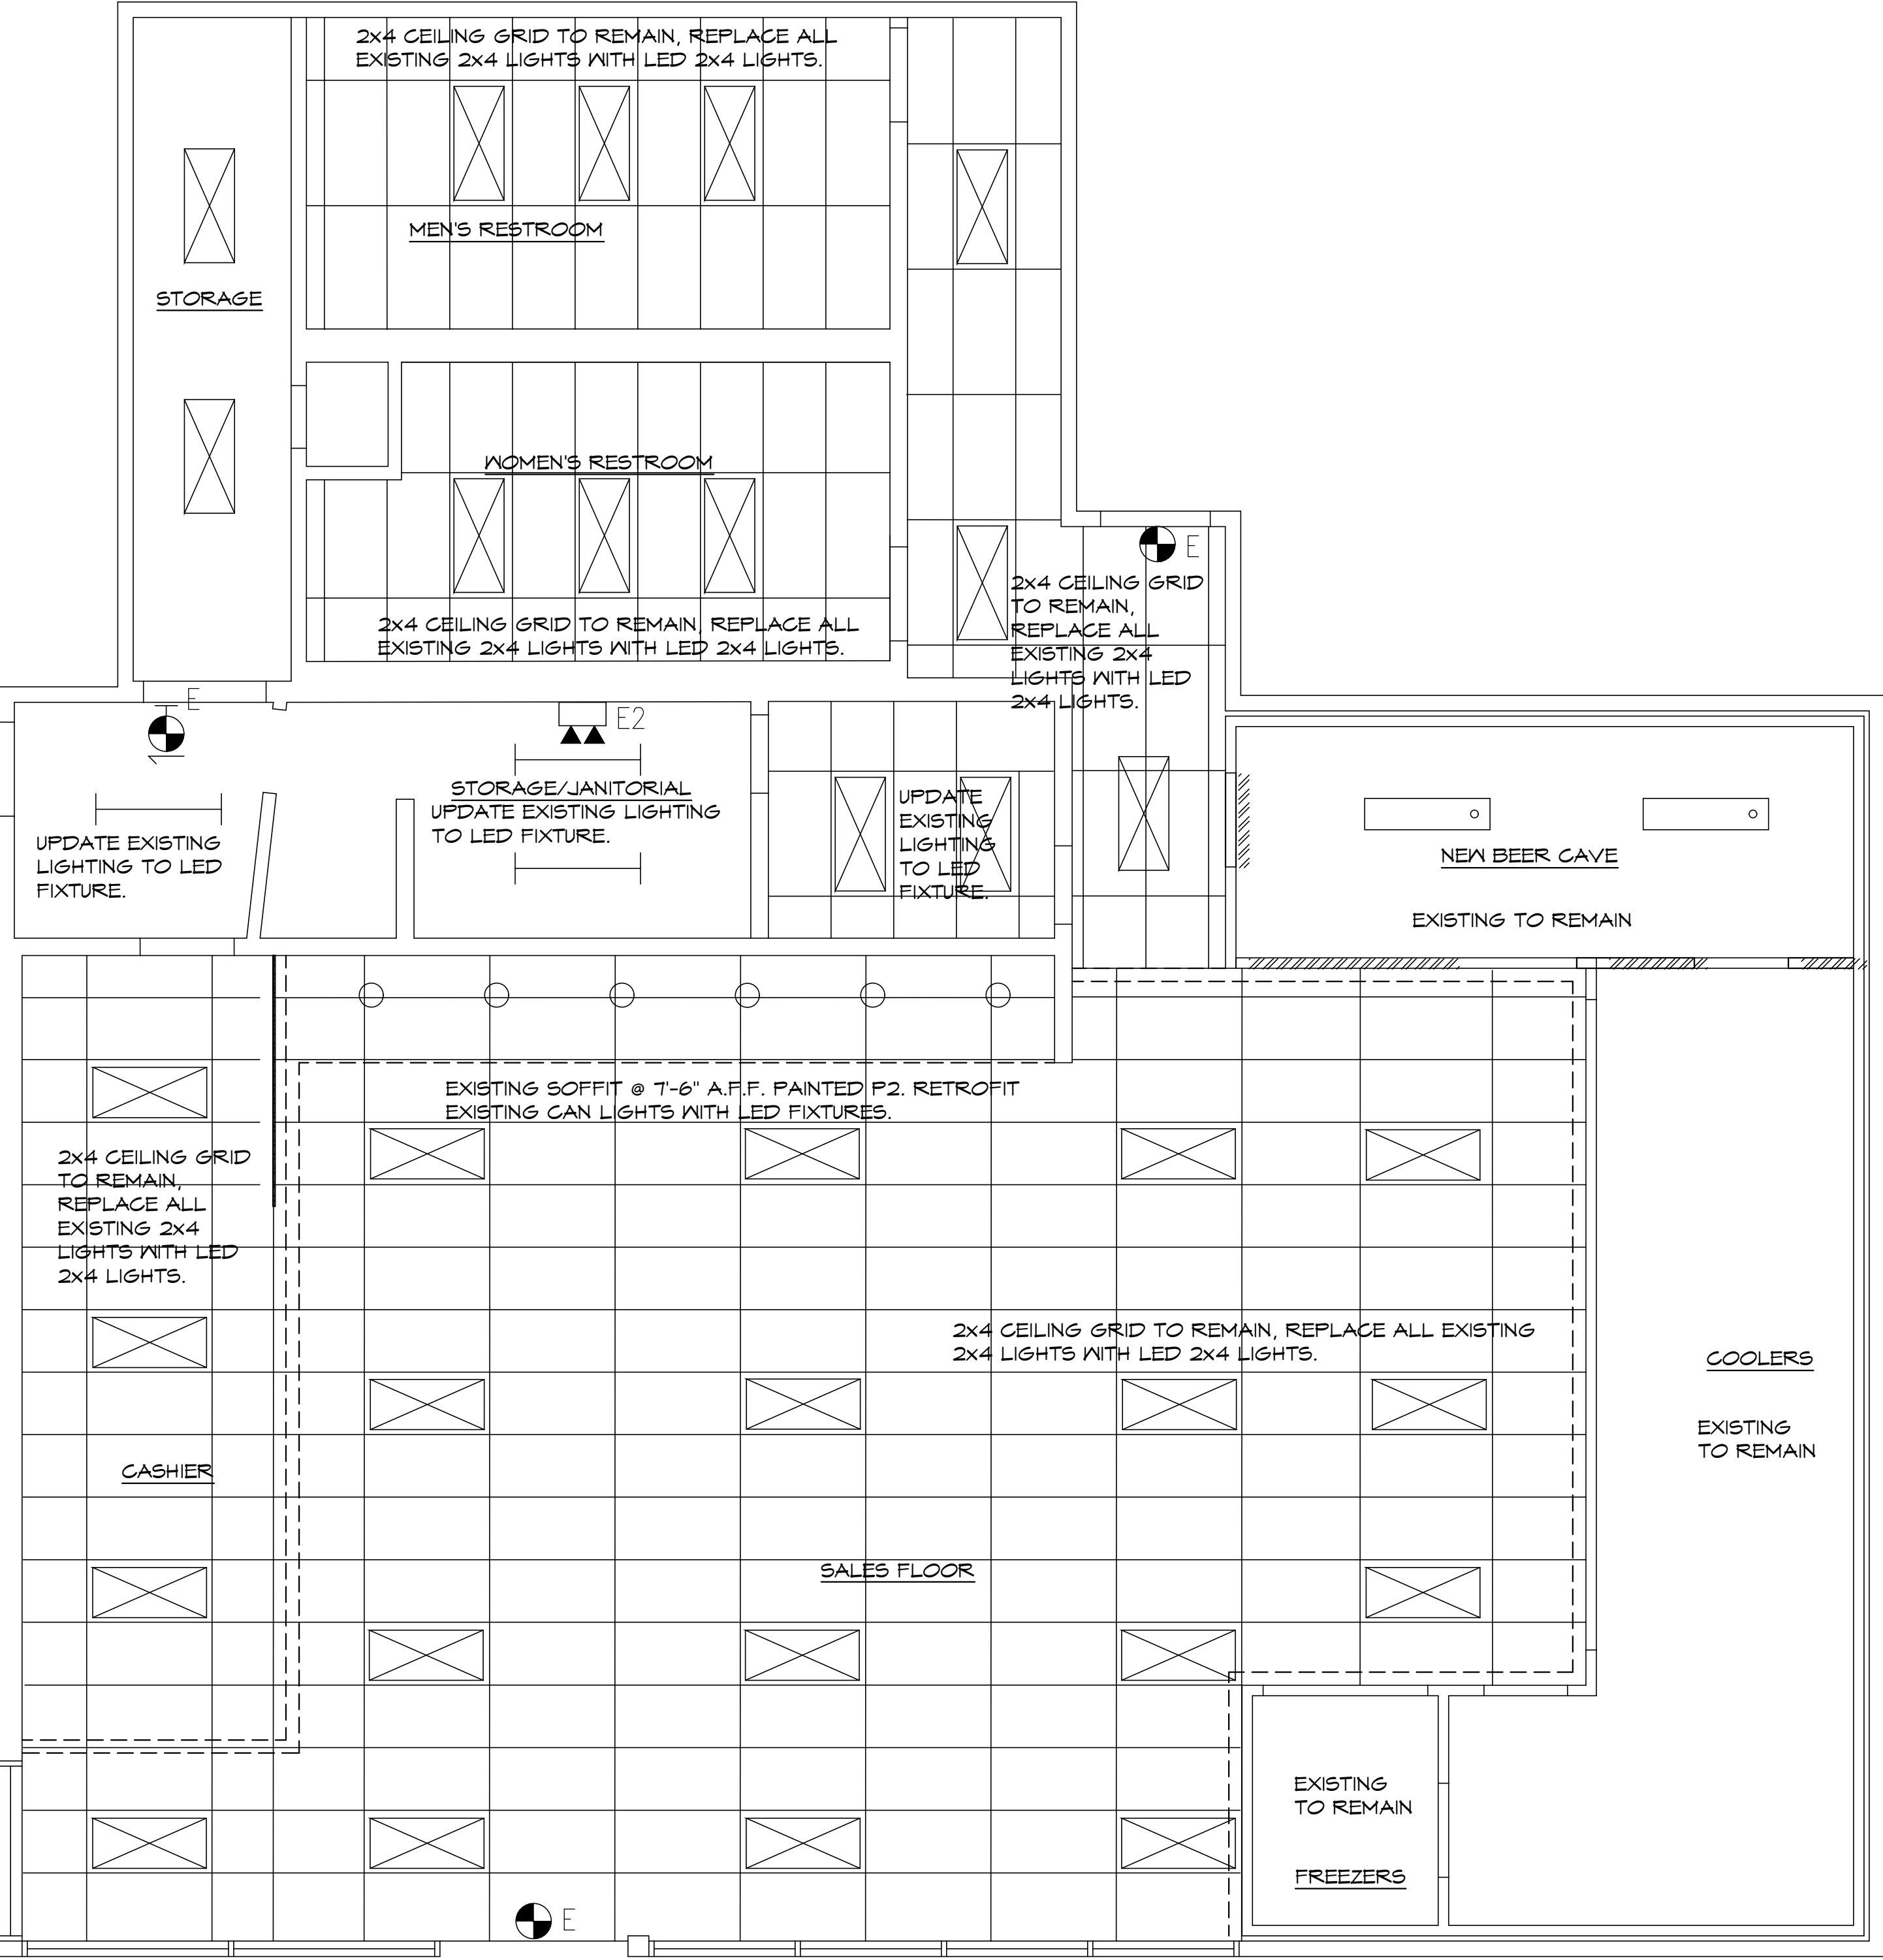 2x4 CEILING GRID TO REMAIN, REPLACE ALL
EXISTING 2x4 LIGHTS WITH LED 2x4 LIGHTS.
MEN'S RESTROOM
STORAGE
WOMEN'S RESTROOM
2x4 CEILING GRID TO REMAIN, REPLACE ALL
EXISTING 2x4 LIGHTS WITH LED 2x4 LIGHTS.
E
2x4 CEILING GRID
TO REMAIN,
REPLACE ALL
EXISTING 2x4
LIGHTS WITH LED
2x4 LIGHTS.
E
E2
STORAGE/JANITORIAL
UPDATE EXISTING LIGHTING
TO LED FIXTURE.
UPDATE EXISTING
LIGHTING TO LED
FIXTURE.
UPDATE
EXISTING
LIGHTING
TO LED
FIXTURE.
NEW BEER CAVE
EXISTING TO REMAIN
EXISTING SOFFIT @ 7'-6" A.F.F. PAINTED P2. RETROFIT
EXISTING CAN LIGHTS WITH LED FIXTURES.
2x4 CEILING GRID
TO REMAIN,
REPLACE ALL
EXISTING 2x4
LIGHTS WITH LED
2x4 LIGHTS.
2x4 CEILING GRID TO REMAIN, REPLACE ALL EXISTING
2x4 LIGHTS WITH LED 2x4 LIGHTS.
COOLERS
EXISTING
TO REMAIN
CASHIER
SALES FLOOR
EXISTING
TO REMAIN
FREEZERS
E